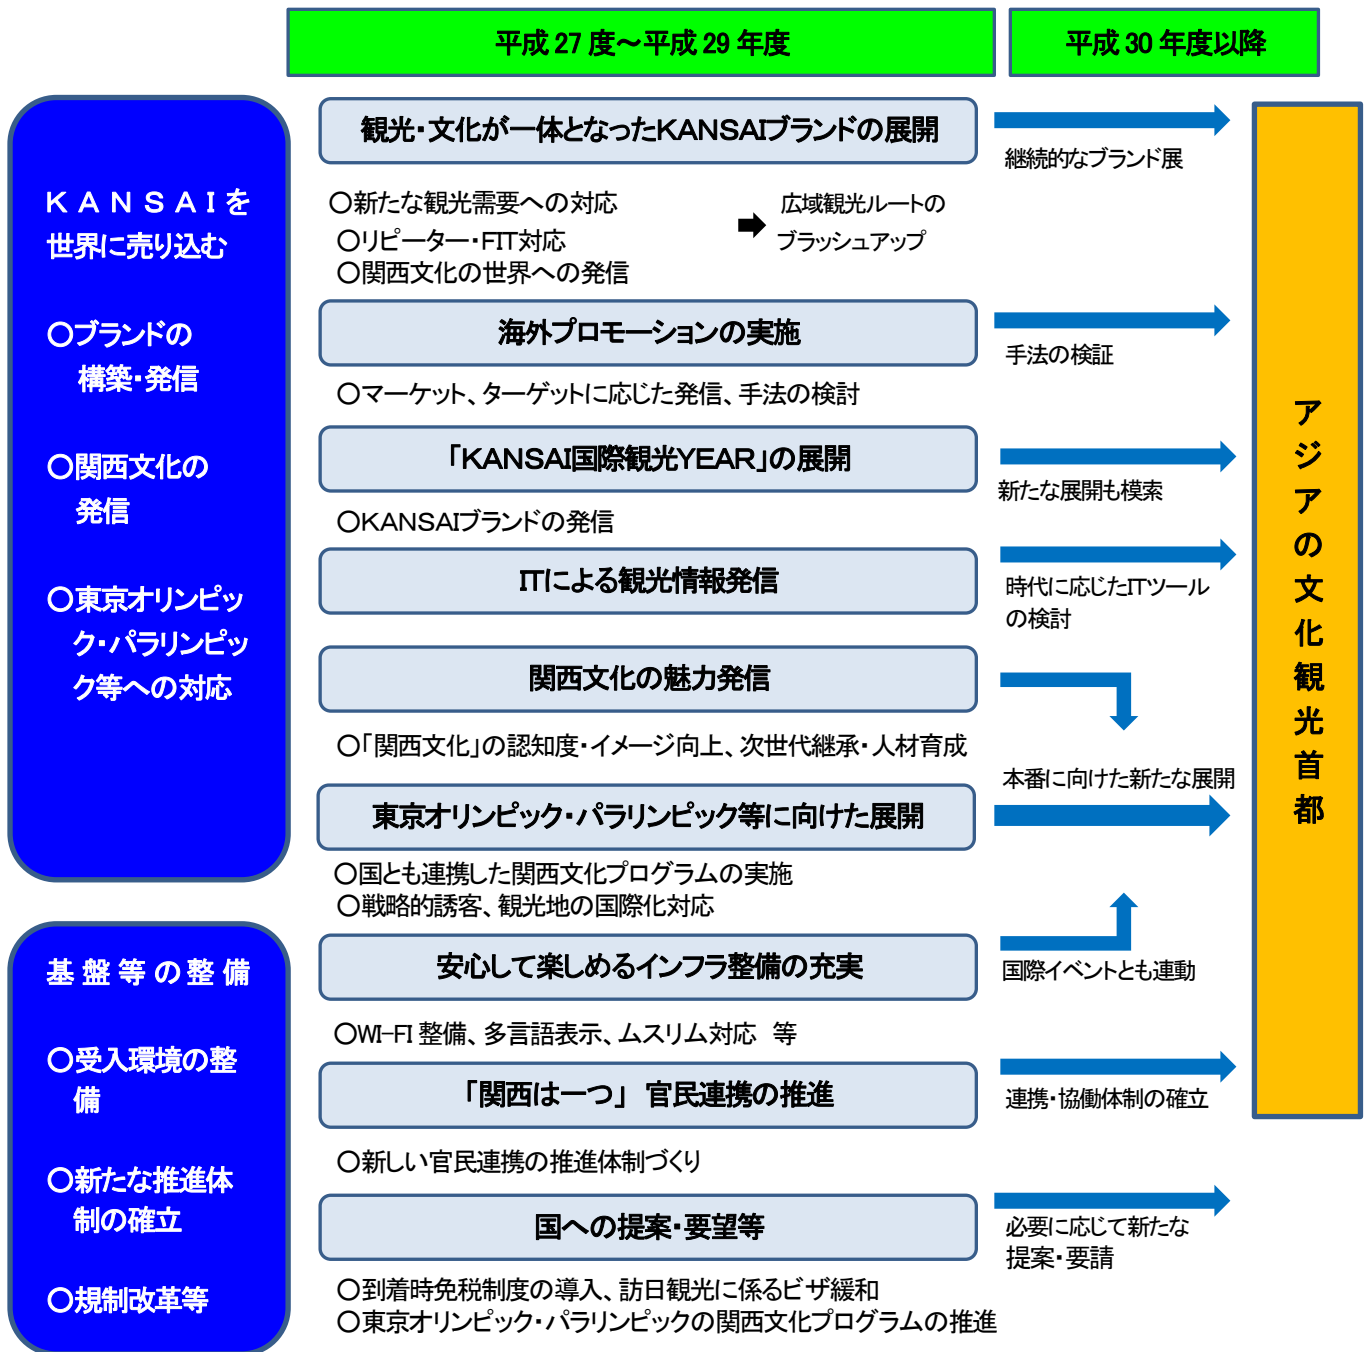 平成 27 度～平成 29 年度
平成 30 年度以降
ＫＡＮＳＡＩを
世界に売り込む
○ブランドの
構築・発信
○関西文化の
発信
○東京オリンピッ
ク・パラリンピッ
ク等への対応
基盤等の整備
○受入環境の整
備
○新たな推進体
制の確立
○規制改革等
観光・文化が一体となったＫＡＮＳＡＩブランドの展開
○新たな観光需要への対応
○リピーター・ＦＩＴ対応
○関西文化の世界への発信
広域観光ルートの
ブラッシュアップ
継続的なブランド展
海外プロモーションの実施
○マーケット、ターゲットに応じた発信、手法の検討
手法の検証
「ＫＡＮＳＡＩ国際観光ＹＥＡＲ」の展開
○ＫＡＮＳＡＩブランドの発信
新たな展開も模索
ＩＴによる観光情報発信
時代に応じたＩＴツール
の検討
関西文化の魅力発信
○「関西文化」の認知度・イメージ向上、次世代継承・人材育成
本番に向けた新たな展開
東京オリンピック・パラリンピック等に向けた展開
○国とも連携した関西文化プログラムの実施
○戦略的誘客、観光地の国際化対応
安心して楽しめるインフラ整備の充実
○WI-FI 整備、多言語表示、ムスリム対応　等
国際イベントとも連動
「関西は一つ」　官民連携の推進
○新しい官民連携の推進体制づくり
連携・協働体制の確立
国への提案・要望等
○到着時免税制度の導入、訪日観光に係るビザ緩和
○東京オリンピック・パラリンピックの関西文化プログラムの推進
必要に応じて新たな
提案・要請
アジアの文化観光首都